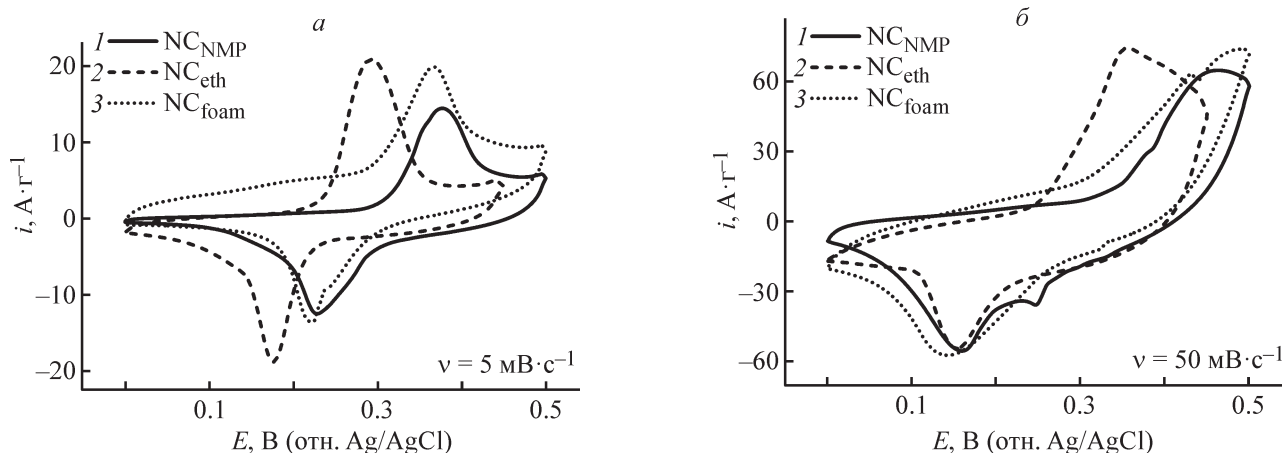 а
1 NC_NMP
2 NC_eth
3 NC_foam
20
10
0
–10
–20
i, А·г⁻¹
ν = 5 мВ·с⁻¹
0.1 0.3 0.5
E, В (отн. Ag/AgCl)
б
1 NC_NMP
2 NC_eth
3 NC_foam
60
30
0
–30
–60
i, А·г⁻¹
ν = 50 мВ·с⁻¹
0.1 0.3 0.5
E, В (отн. Ag/AgCl)